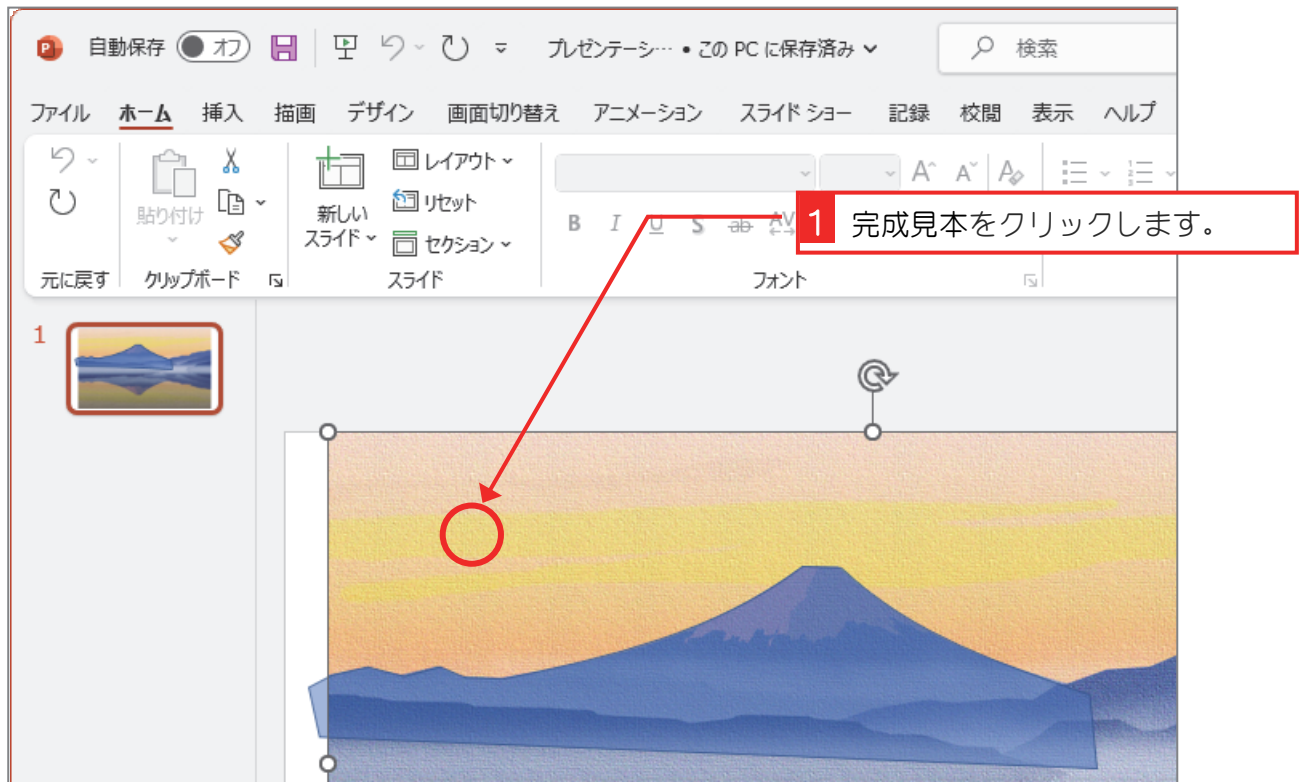 自動保存 オフ プレゼンテーシ… • この PC に保存済み 検索
ファイル ホーム 挿入 描画 デザイン 画面切り替え アニメーション スライド ショー 記録 校閲 表示 ヘルプ
貼り付け
新しい
スライド
レイアウト
リセット
セクション
B I U S ab AV
A A A
元に戻す クリップボード スライド フォント
1 完成見本をクリックします。
1